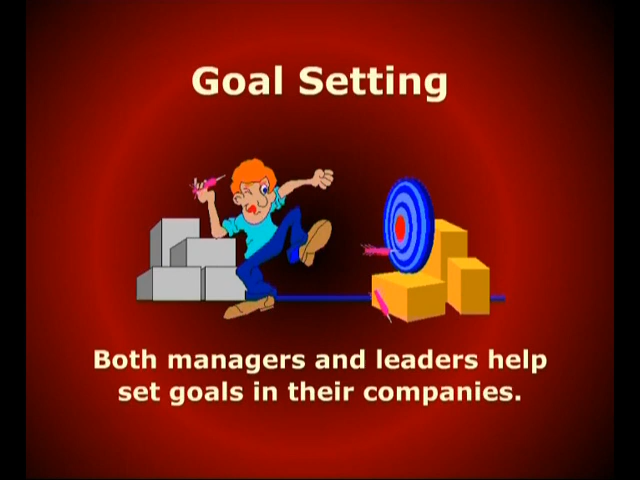 Goal Setting
Both managers and leaders help
set goals in their companies.